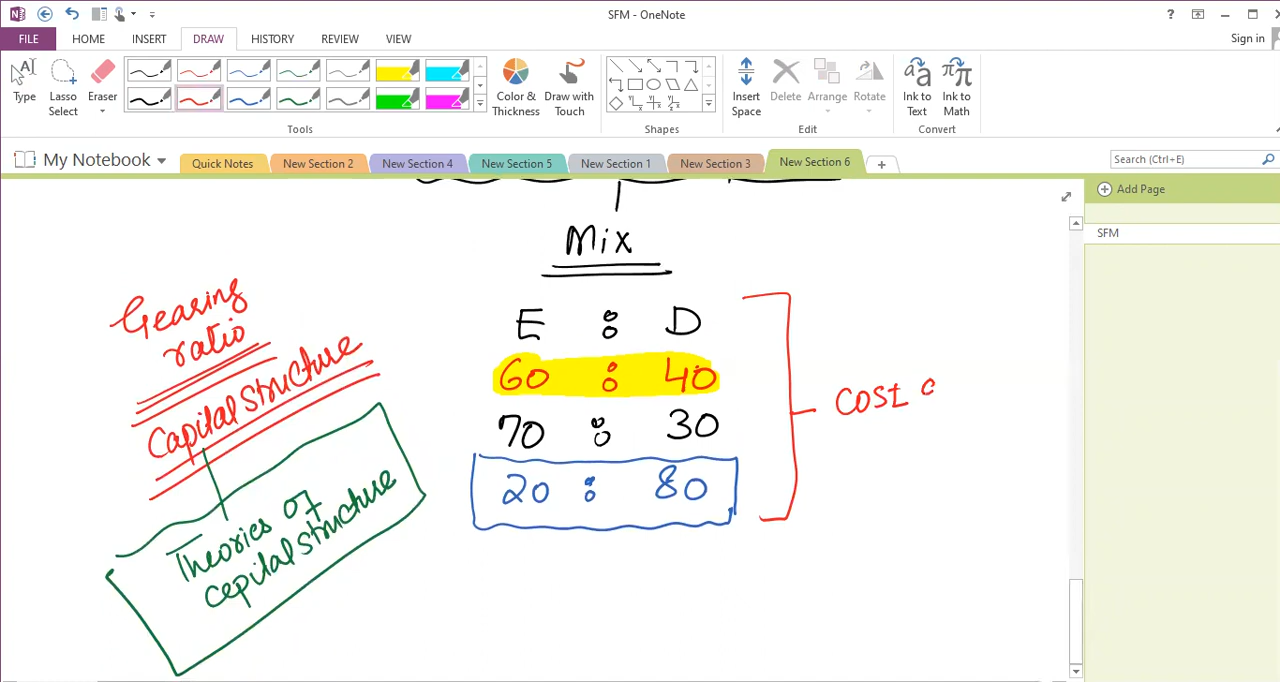 SFM - OneNote
?
Sign in
FILE HOME INSERT DRAW HISTORY REVIEW VIEW
Type
Lasso Select
Eraser
Color & Thickness
Draw with Touch
Insert Space
Delete
Arrange
Rotate
Ink to Text
Ink to Math
Tools
Shapes
Edit
Convert
My Notebook
Quick Notes
New Section 2
New Section 4
New Section 5
New Section 1
New Section 3
New Section 6
Search (Ctrl+E)
Add Page
SFM
Mix
E : D
60 : 40
70 : 30
20 : 80
Gearing
ratio
Capital Structure
Theories of
capital structure
Cost o